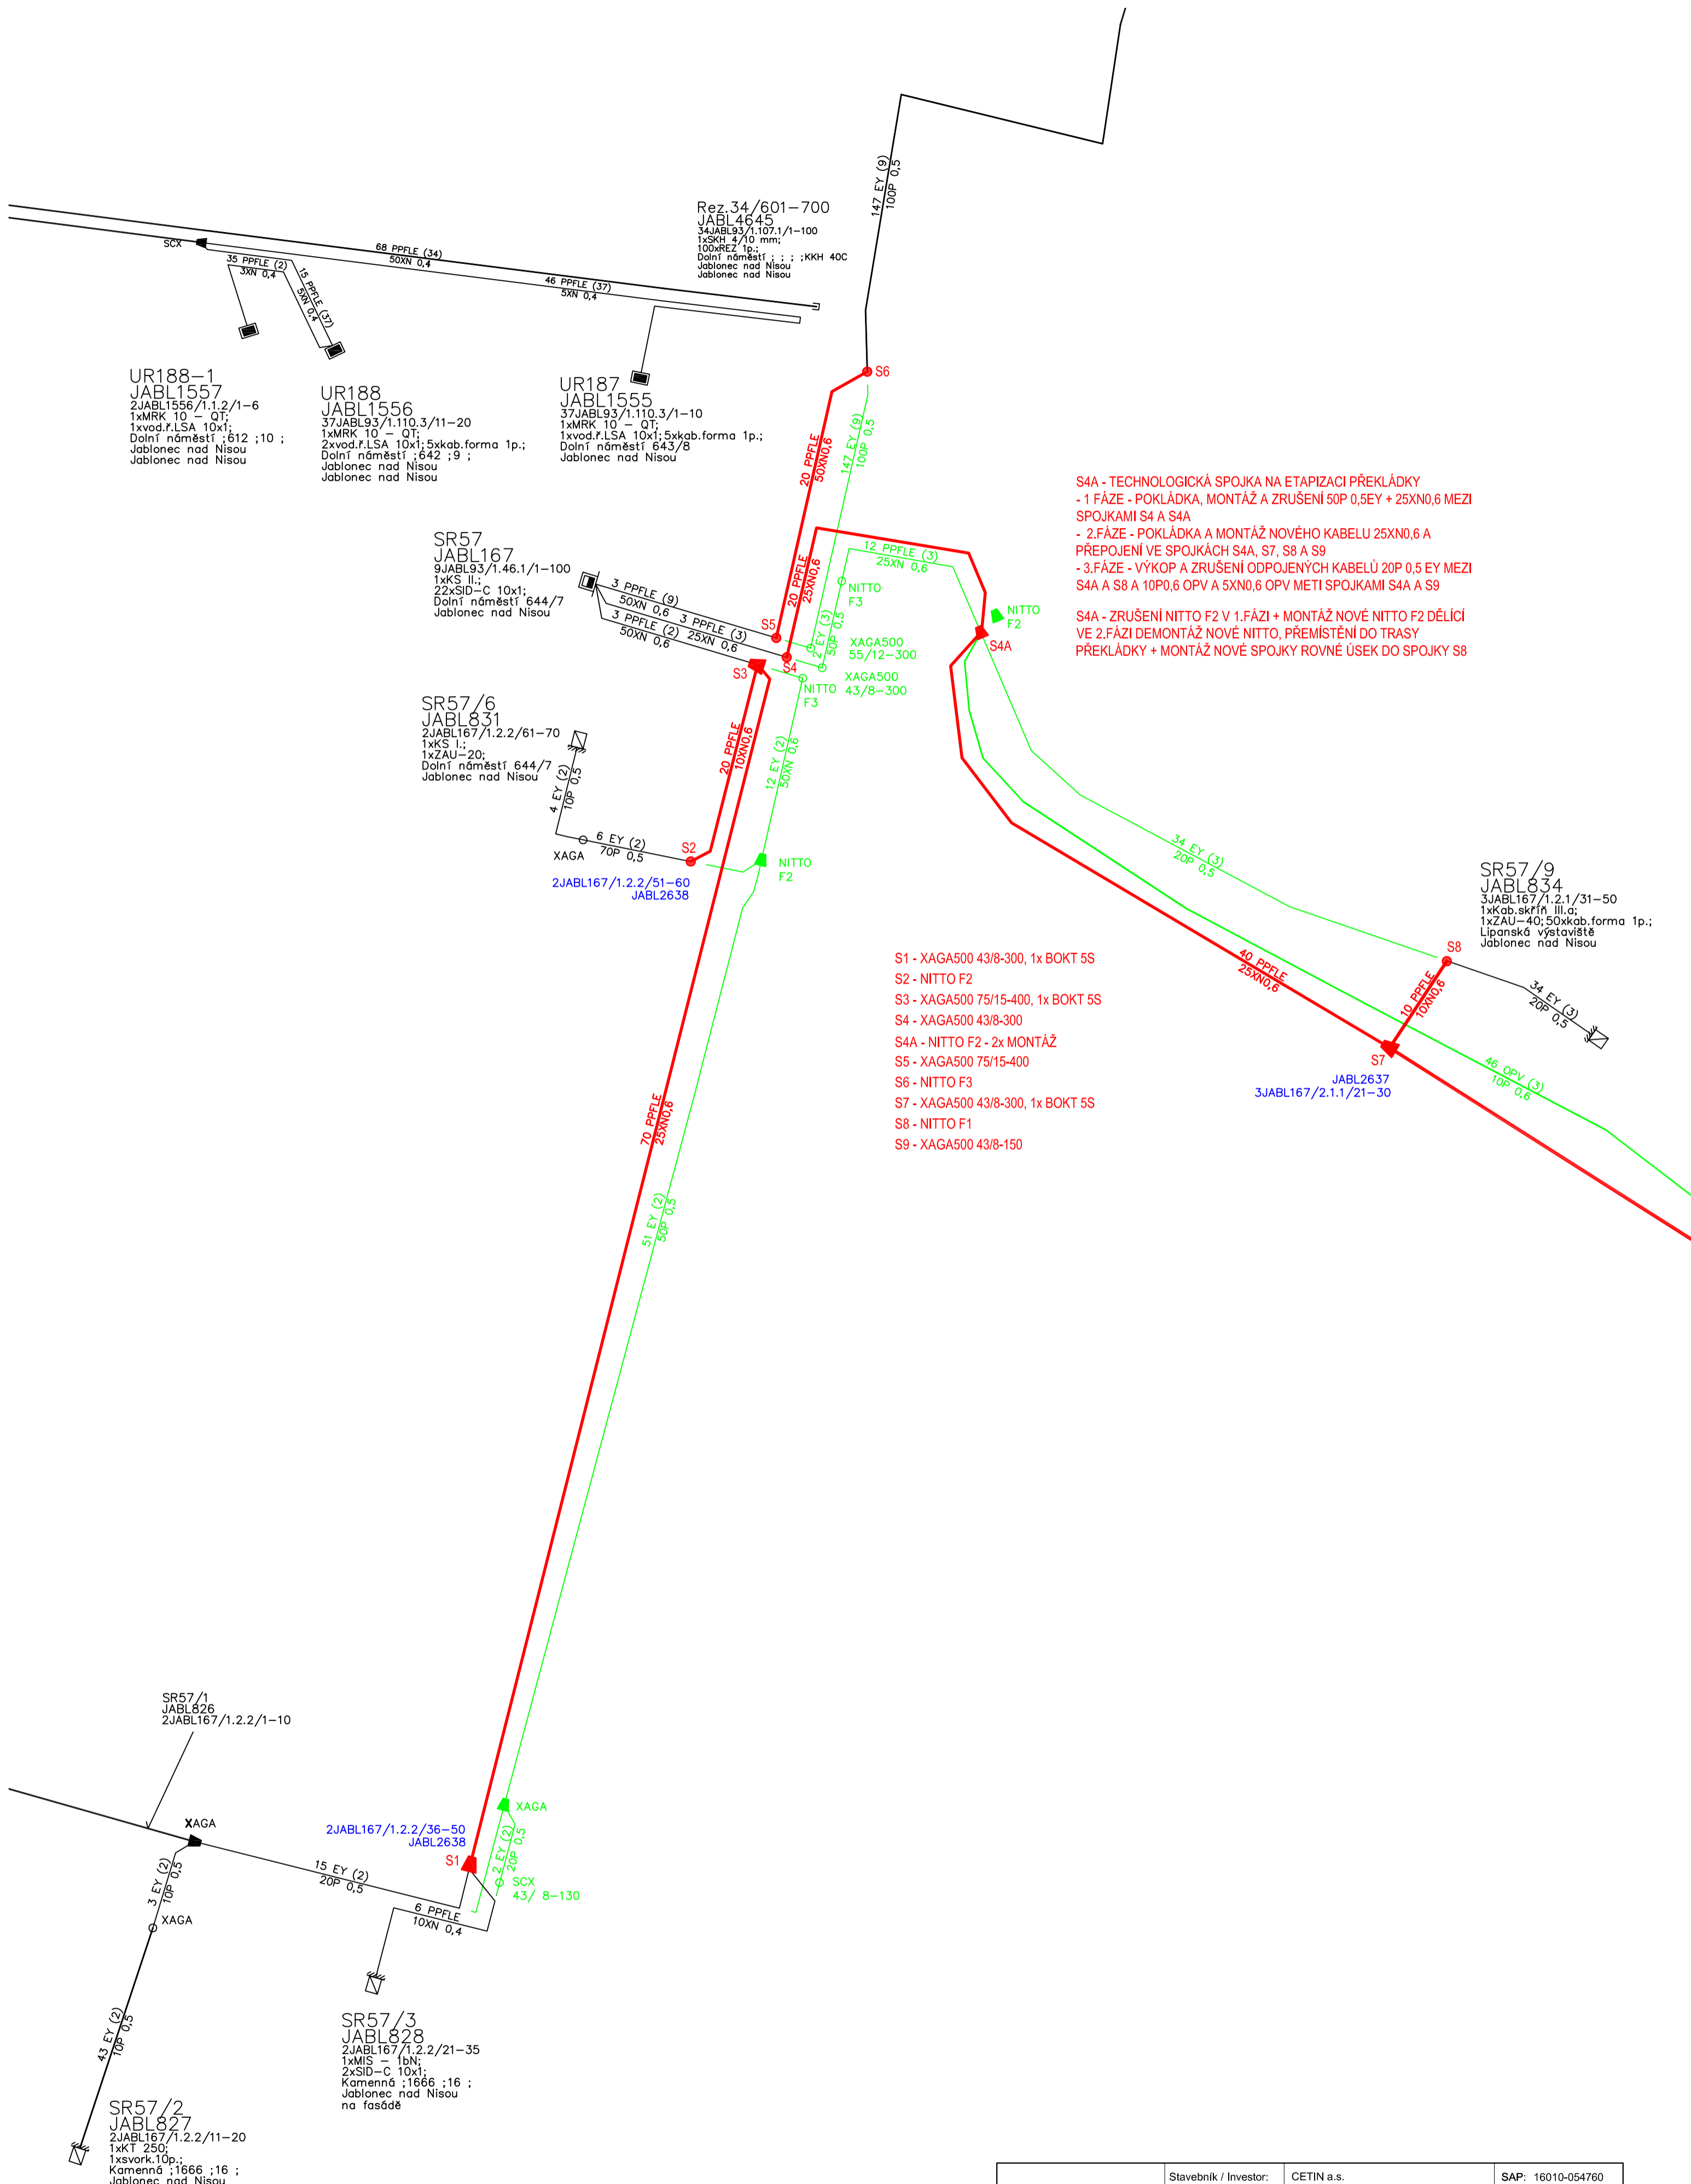 147 EY (9)
100P 0,5
Rez.34/601-700
JABL4645
34JABL93/1.107.1/1-100
1xSKH 4/10 mm;
100xREZ 1p.;
Dolní náměstí ; ; ; ;KKH 40C
Jablonec nad Nisou
Jablonec nad Nisou
SCX
68 PPFLE (34)
50XN 0,4
35 PPFLE (2)
3XN 0,4
15 PPFLE (37)
5XN 0,4
46 PPFLE (37)
5XN 0,4
UR188-1
JABL1557
2JABL1556/1.1.2/1-6
1xMRK 10 - QT;
1xvod.ř.LSA 10x1;
Dolní náměstí ;612 ;10 ;
Jablonec nad Nisou
Jablonec nad Nisou
UR188
JABL1556
37JABL93/1.110.3/11-20
1xMRK 10 - QT;
2xvod.ř.LSA 10x1;5xkab.forma 1p.;
Dolní náměstí ;642 ;9 ;
Jablonec nad Nisou
Jablonec nad Nisou
UR187
JABL1555
37JABL93/1.110.3/1-10
1xMRK 10 - QT;
1xvod.ř.LSA 10x1;5xkab.forma 1p.;
Dolní náměstí 643/8
Jablonec nad Nisou
S6
20 PPFLE
50XN0,6
147 EY (9)
100P 0,5
S4A - TECHNOLOGICKÁ SPOJKA NA ETAPIZACI PŘEKLÁDKY
- 1 FÁZE - POKLÁDKA, MONTÁŽ A ZRUŠENÍ 50P 0,5EY + 25XN0,6 MEZI
SPOJKAMI S4 A S4A
- 2.FÁZE - POKLÁDKA A MONTÁŽ NOVÉHO KABELU 25XN0,6 A
PŘEPOJENÍ VE SPOJKÁCH S4A, S7, S8 A S9
- 3.FÁZE - VÝKOP A ZRUŠENÍ ODPOJENÝCH KABELŮ 20P 0,5 EY MEZI
S4A A S8 A 10P0,6 OPV A 5XN0,6 OPV METI SPOJKAMI S4A A S9
S4A - ZRUŠENÍ NITTO F2 V 1.FÁZI + MONTÁŽ NOVÉ NITTO F2 DĚLÍCÍ
VE 2.FÁZI DEMONTÁŽ NOVÉ NITTO, PŘEMÍSTĚNÍ DO TRASY
PŘEKLÁDKY + MONTÁŽ NOVÉ SPOJKY ROVNÉ ÚSEK DO SPOJKY S8
SR57
JABL167
9JABL93/1.46.1/1-100
1xKS II.;
22xSID-C 10x1;
Dolní náměstí 644/7
Jablonec nad Nisou
3 PPFLE (9)
50XN 0,6
3 PPFLE (3)
25XN 0,6
3 PPFLE (2)
50XN 0,6
20 PPFLE
25XN0,6
12 PPFLE (3)
25XN 0,6
NITTO
F3
2 EY (3)
50P 0,5
NITTO
F2
S4A
S5
S4
S3
XAGA500
55/12-300
XAGA500
43/8-300
NITTO
F3
SR57/6
JABL831
2JABL167/1.2.2/61-70
1xKS I.;
1xZAU-20;
Dolní náměstí 644/7
Jablonec nad Nisou
4 EY (2)
10P 0,5
20 PPFLE
10XN0,6
12 EY (2)
50XN 0,6
XAGA
6 EY (2)
70P 0,5
S2
NITTO
F2
2JABL167/1.2.2/51-60
JABL2638
34 EY (3)
20P 0,5
SR57/9
JABL834
3JABL167/1.2.1/31-50
1xKab.skříň III.a;
1xZAU-40;50xkab.forma 1p.;
Lipanská výstaviště
Jablonec nad Nisou
S8
34 EY (3)
20P 0,5
40 PPFLE
25XN0,6
10 PPFLE
10XN0,6
S7
JABL2637
3JABL167/2.1.1/21-30
46 OPV (3)
10P 0,6
S1 - XAGA500 43/8-300, 1x BOKT 5S
S2 - NITTO F2
S3 - XAGA500 75/15-400, 1x BOKT 5S
S4 - XAGA500 43/8-300
S4A - NITTO F2 - 2x MONTÁŽ
S5 - XAGA500 75/15-400
S6 - NITTO F3
S7 - XAGA500 43/8-300, 1x BOKT 5S
S8 - NITTO F1
S9 - XAGA500 43/8-150
70 PPFLE
25XN0,6
51 EY (2)
50P 0,5
SR57/1
JABL826
2JABL167/1.2.2/1-10
XAGA
XAGA
2JABL167/1.2.2/36-50
JABL2638
S1
2 EY (2)
20P 0,5
SCX
43/ 8-130
15 EY (2)
20P 0,5
3 EY (2)
10P 0,5
XAGA
6 PPFLE
10XN 0,4
43 EY (2)
10P 0,5
SR57/3
JABL828
2JABL167/1.2.2/21-35
1xMIS - 1bN;
2xSID-C 10x1;
Kamenná ;1666 ;16 ;
Jablonec nad Nisou
na fasádě
SR57/2
JABL827
2JABL167/1.2.2/11-20
1xKT 250;
1xsvork.10p.;
Kamenná ;1666 ;16 ;
Jablonec nad Nisou
Stavebník / Investor: CETIN a.s. SAP: 16010-054760